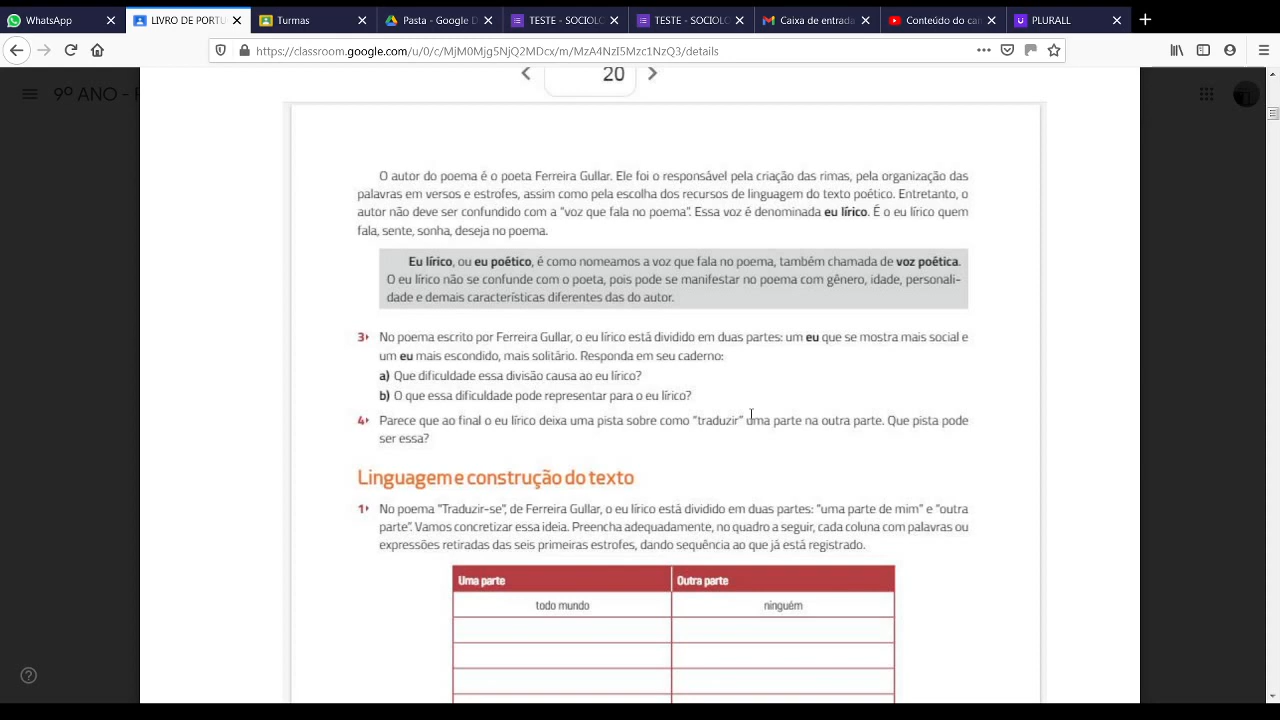 WhatsApp
LIVRO DE PORTU
Turmas
Pasta - Google D
TESTE - SOCIOLO
TESTE - SOCIOLO
Caixa de entrada
Conteúdo do can
PLURALL
https://classroom.google.com/u/0/c/MjM0Mjg5NjQ2MDcx/m/MzA4NzI5Mzc1NzQ3/details
9º ANO - P
20
O autor do poema é o poeta Ferreira Gullar. Ele foi o responsável pela criação das rimas, pela organização das
palavras em versos e estrofes, assim como pela escolha dos recursos de linguagem do texto poético. Entretanto, o
autor não deve ser confundido com a "voz que fala no poema". Essa voz é denominada eu lírico. É o eu lírico quem
fala, sente, sonha, deseja no poema.
Eu lírico, ou eu poético, é como nomeamos a voz que fala no poema, também chamada de voz poética.
O eu lírico não se confunde com o poeta, pois pode se manifestar no poema com gênero, idade, personali-
dade e demais características diferentes das do autor.
3 No poema escrito por Ferreira Gullar, o eu lírico está dividido em duas partes: um eu que se mostra mais social e
um eu mais escondido, mais solitário. Responda em seu caderno:
a) Que dificuldade essa divisão causa ao eu lírico?
b) O que essa dificuldade pode representar para o eu lírico?
4 Parece que ao final o eu lírico deixa uma pista sobre como "traduzir" uma parte na outra parte. Que pista pode
ser essa?
Linguagem e construção do texto
1 No poema "Traduzir-se", de Ferreira Gullar, o eu lírico está dividido em duas partes: "uma parte de mim" e "outra
parte". Vamos concretizar essa ideia. Preencha adequadamente, no quadro a seguir, cada coluna com palavras ou
expressões retiradas das seis primeiras estrofes, dando sequência ao que já está registrado.
Uma parte Outra parte
todo mundo ninguém